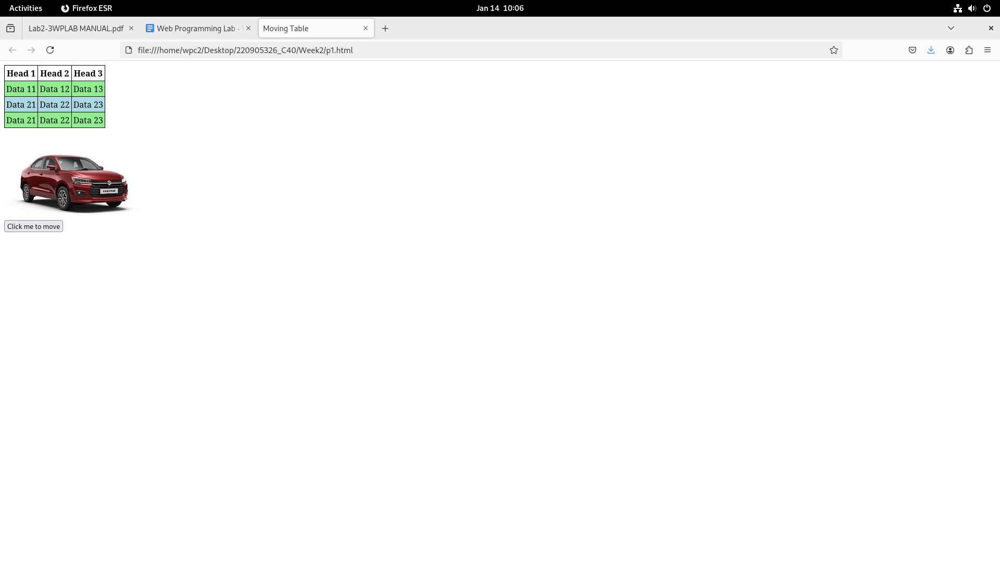 Activities Firefox ESR Jan 14 10:06
Lab2-3WPLAB MANUAL.pdf Web Programming Lab - Moving Table
file:///home/wpc2/Desktop/220905326_C40/Week2/p1.html
Head 1 Head 2 Head 3
Data 11 Data 12 Data 13
Data 21 Data 22 Data 23
Data 21 Data 22 Data 23
DZIRE
Click me to move